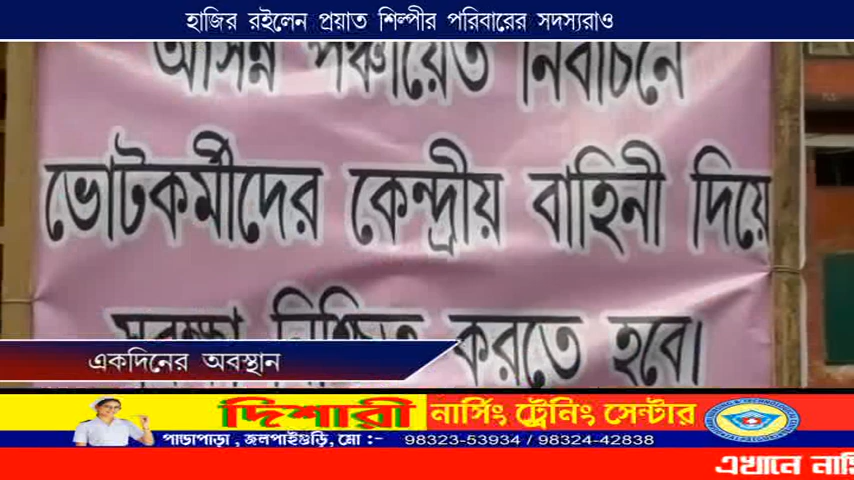 হাজির রইলেন প্রয়াত শিল্পীর পরিবারের সদস্যরাও
আসন্ন পঞ্চায়েত নির্বাচনে
ভোটকর্মীদের কেন্দ্রীয় বাহিনী দিয়ে
সুরক্ষা নিশ্চিত করতে হবে।
একদিনের অবস্থান
দিশারী নার্সিং ট্রেনিং সেন্টার
পান্ডাপাড়া, জলপাইগুড়ি, মো :- 98323-53934 / 98324-42838
এখানে